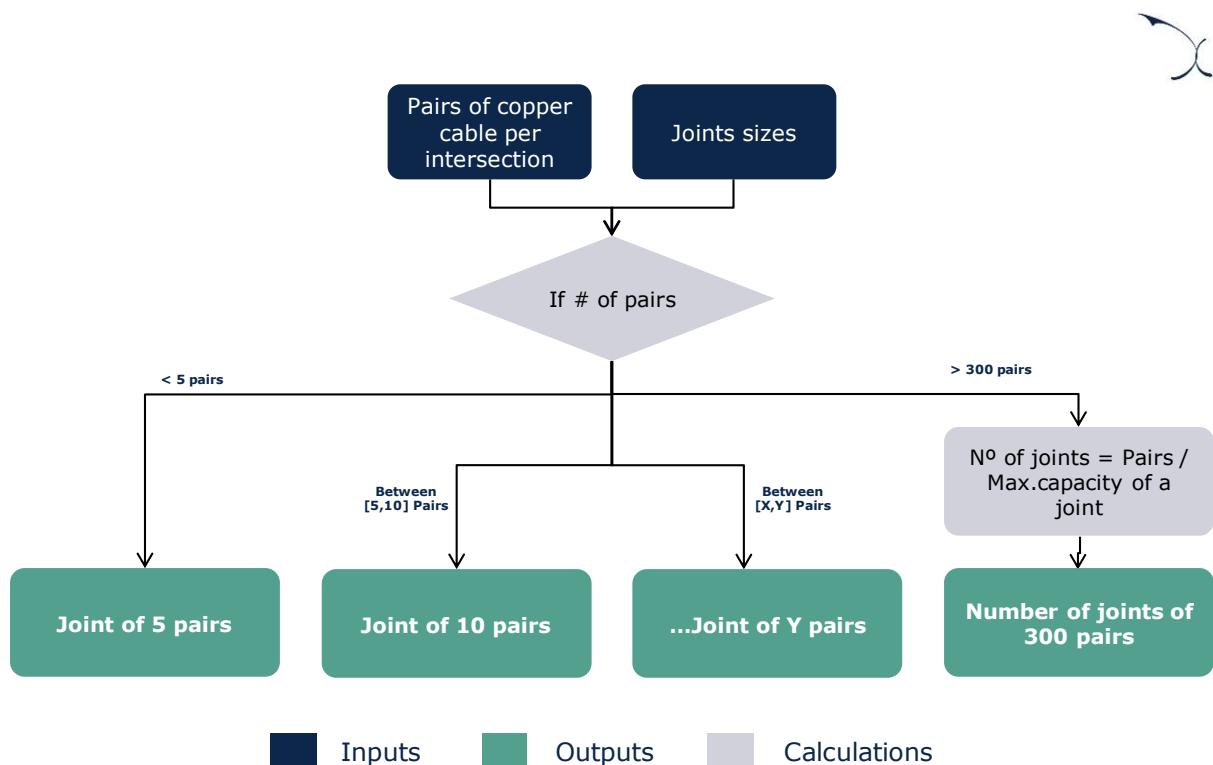 Pairs of copper
cable per
intersection
Joints sizes
If # of pairs
< 5 pairs
> 300 pairs
Nº of joints = Pairs /
Max.capacity of a
joint
Between
[5,10] Pairs
Between
[X,Y] Pairs
Joint of 5 pairs
Joint of 10 pairs
...Joint of Y pairs
Number of joints of
300 pairs
Inputs
Outputs
Calculations